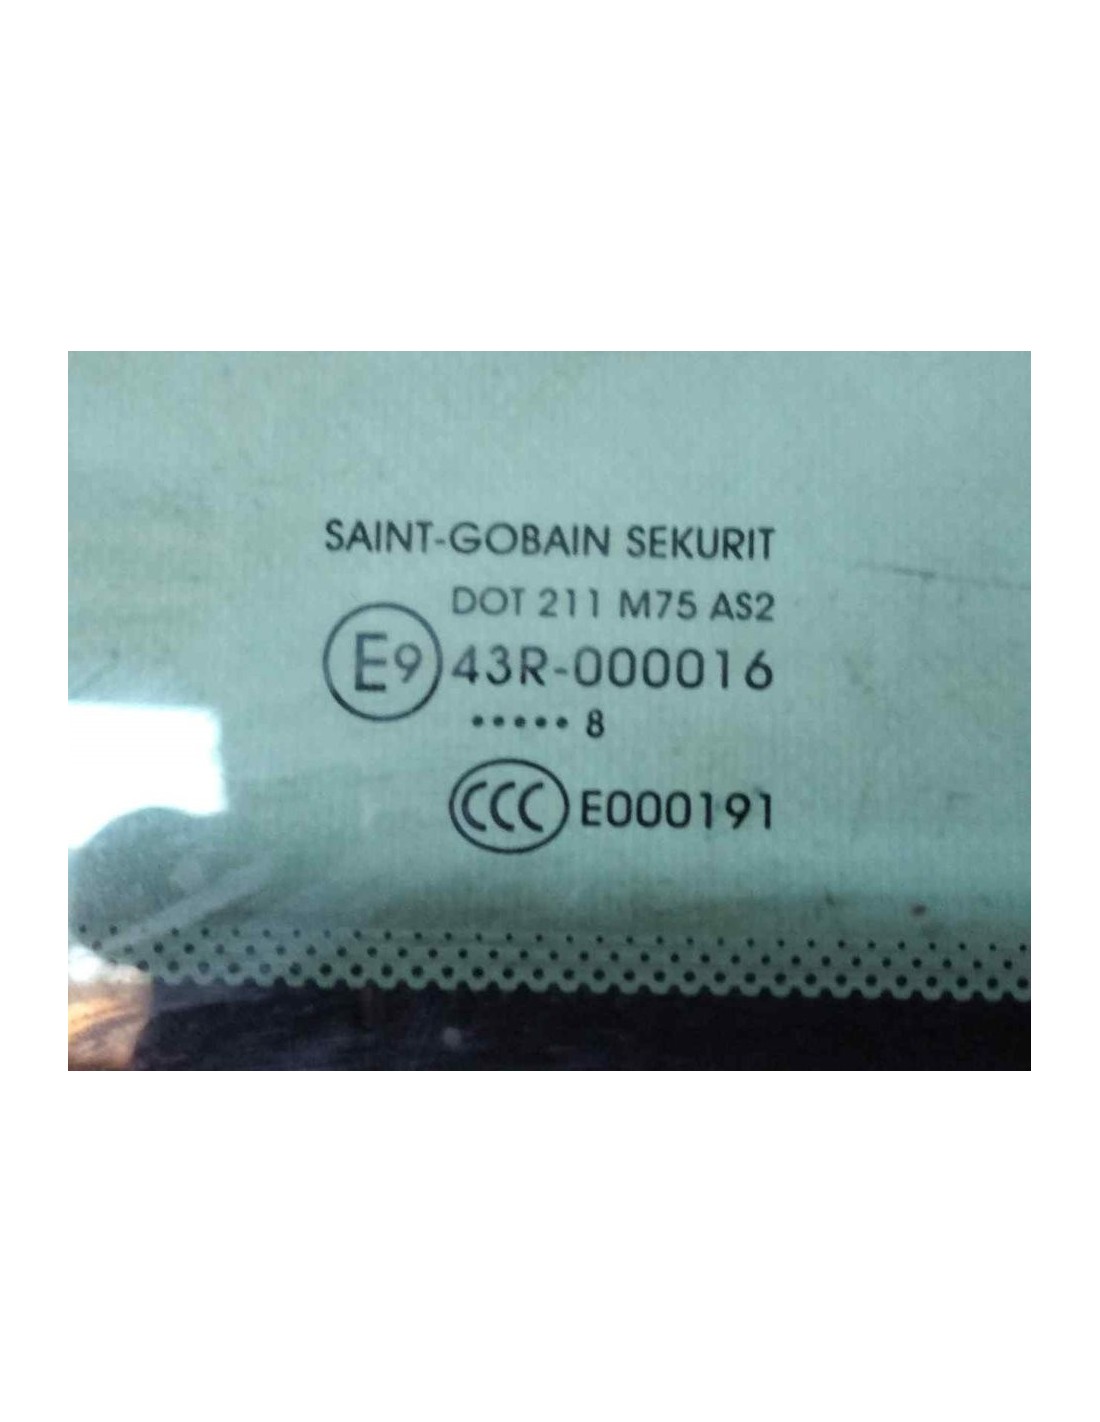 SAINT-GOBAIN SEKURIT
DOT 211 M75 AS2
E9 43R-000016
••••• 8
CCC E000191